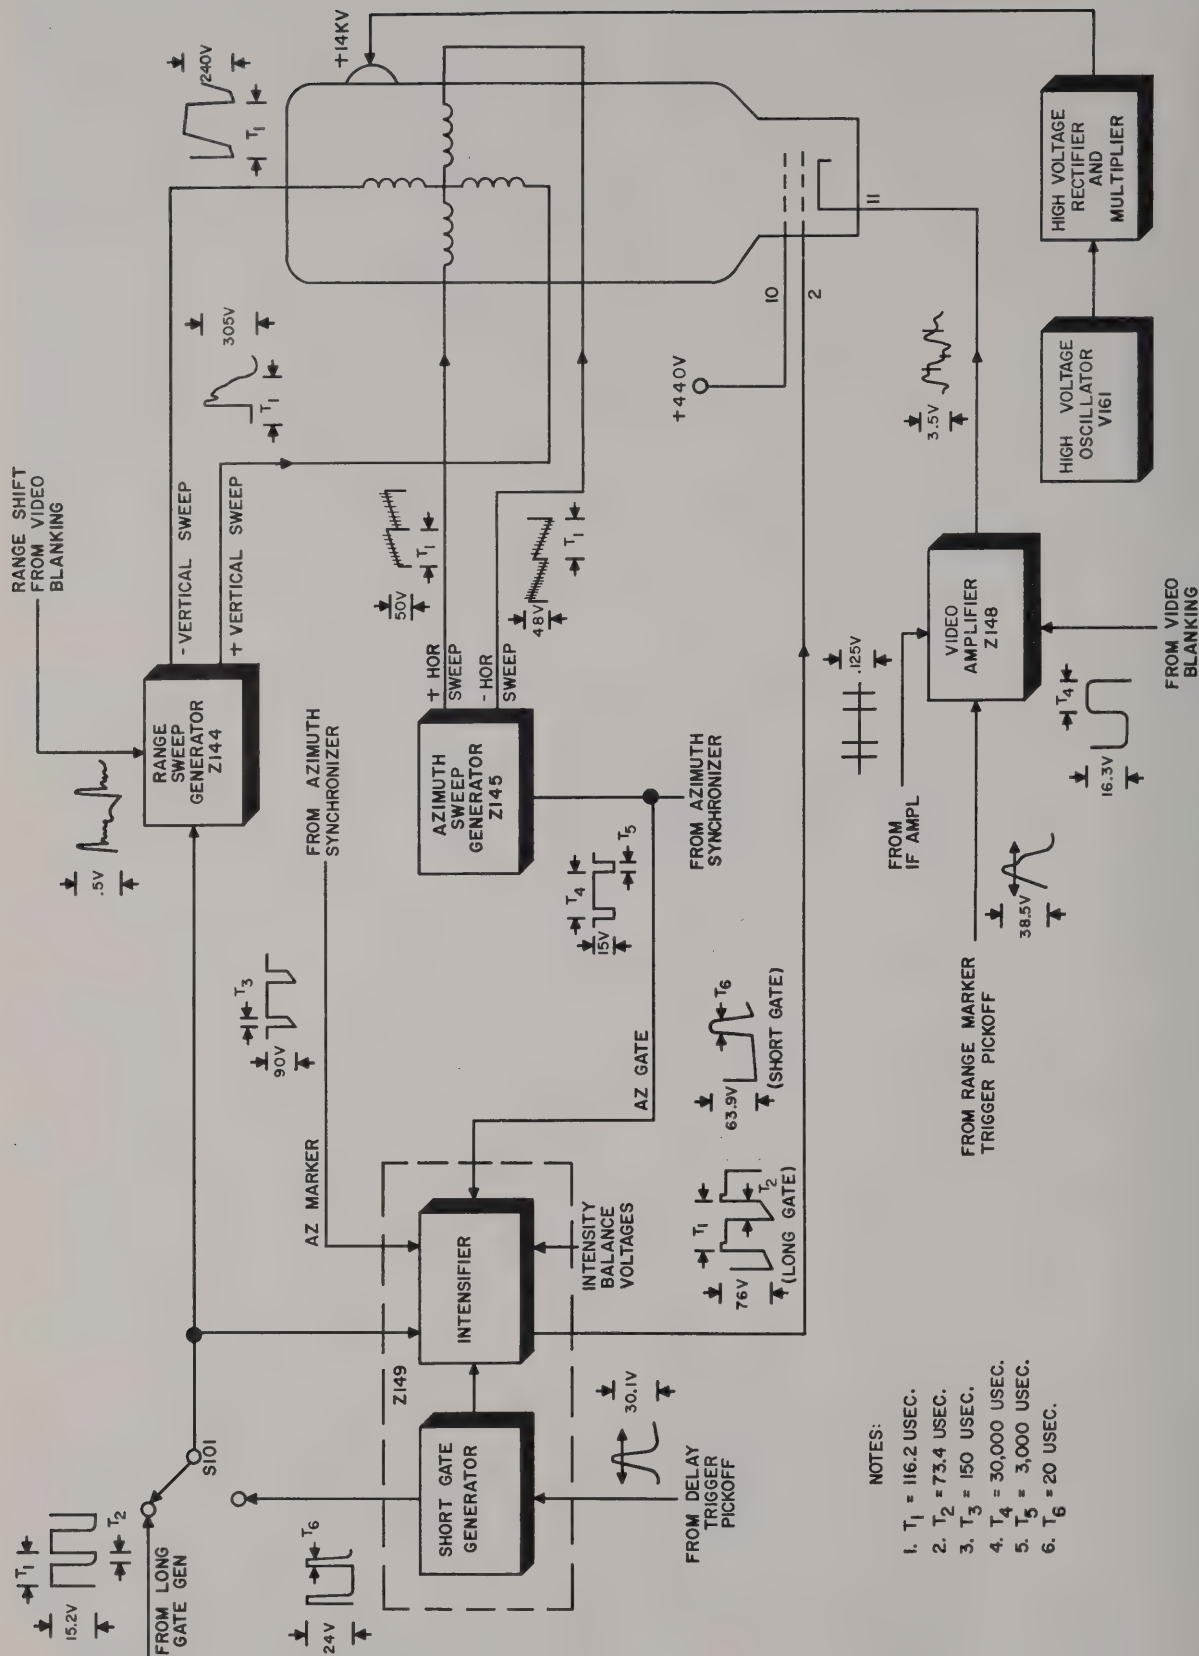 RANGE SHIFT
FROM VIDEO
BLANKING
-VERTICAL SWEEP
+ VERTICAL SWEEP
240V
T1
305V
T1
+14KV
.5V
RANGE
SWEEP
GENERATOR
Z144
FROM AZIMUTH
SYNCHRONIZER
+ HOR
SWEEP
- HOR
SWEEP
50V
T1
48V
T1
AZIMUTH
SWEEP
GENERATOR
Z145
FROM AZIMUTH
SYNCHRONIZER
T4
T5
15V
+440V
10
2
11
15.2V
T1
T2
FROM LONG
GATE GEN
S101
90V
T3
AZ MARKER
AZ GATE
24V
T6
Z149
SHORT GATE
GENERATOR
INTENSIFIER
INTENSITY
BALANCE
VOLTAGES
30.1V
FROM DELAY
TRIGGER
PICKOFF
76V
T1
T2
(LONG GATE)
63.9V
T6
(SHORT GATE)
.125V
FROM
IF AMPL
3.5V
VIDEO
AMPLIFIER
Z148
FROM RANGE MARKER
TRIGGER PICKOFF
38.5V
16.3V
T4
FROM VIDEO
BLANKING
HIGH VOLTAGE
OSCILLATOR
V161
HIGH VOLTAGE
RECTIFIER
AND
MULTIPLIER
NOTES:
1. T1 = 116.2 USEC.
2. T2 = 73.4 USEC.
3. T3 = 150 USEC.
4. T4 = 30,000 USEC.
5. T5 = 3,000 USEC.
6. T6 = 20 USEC.